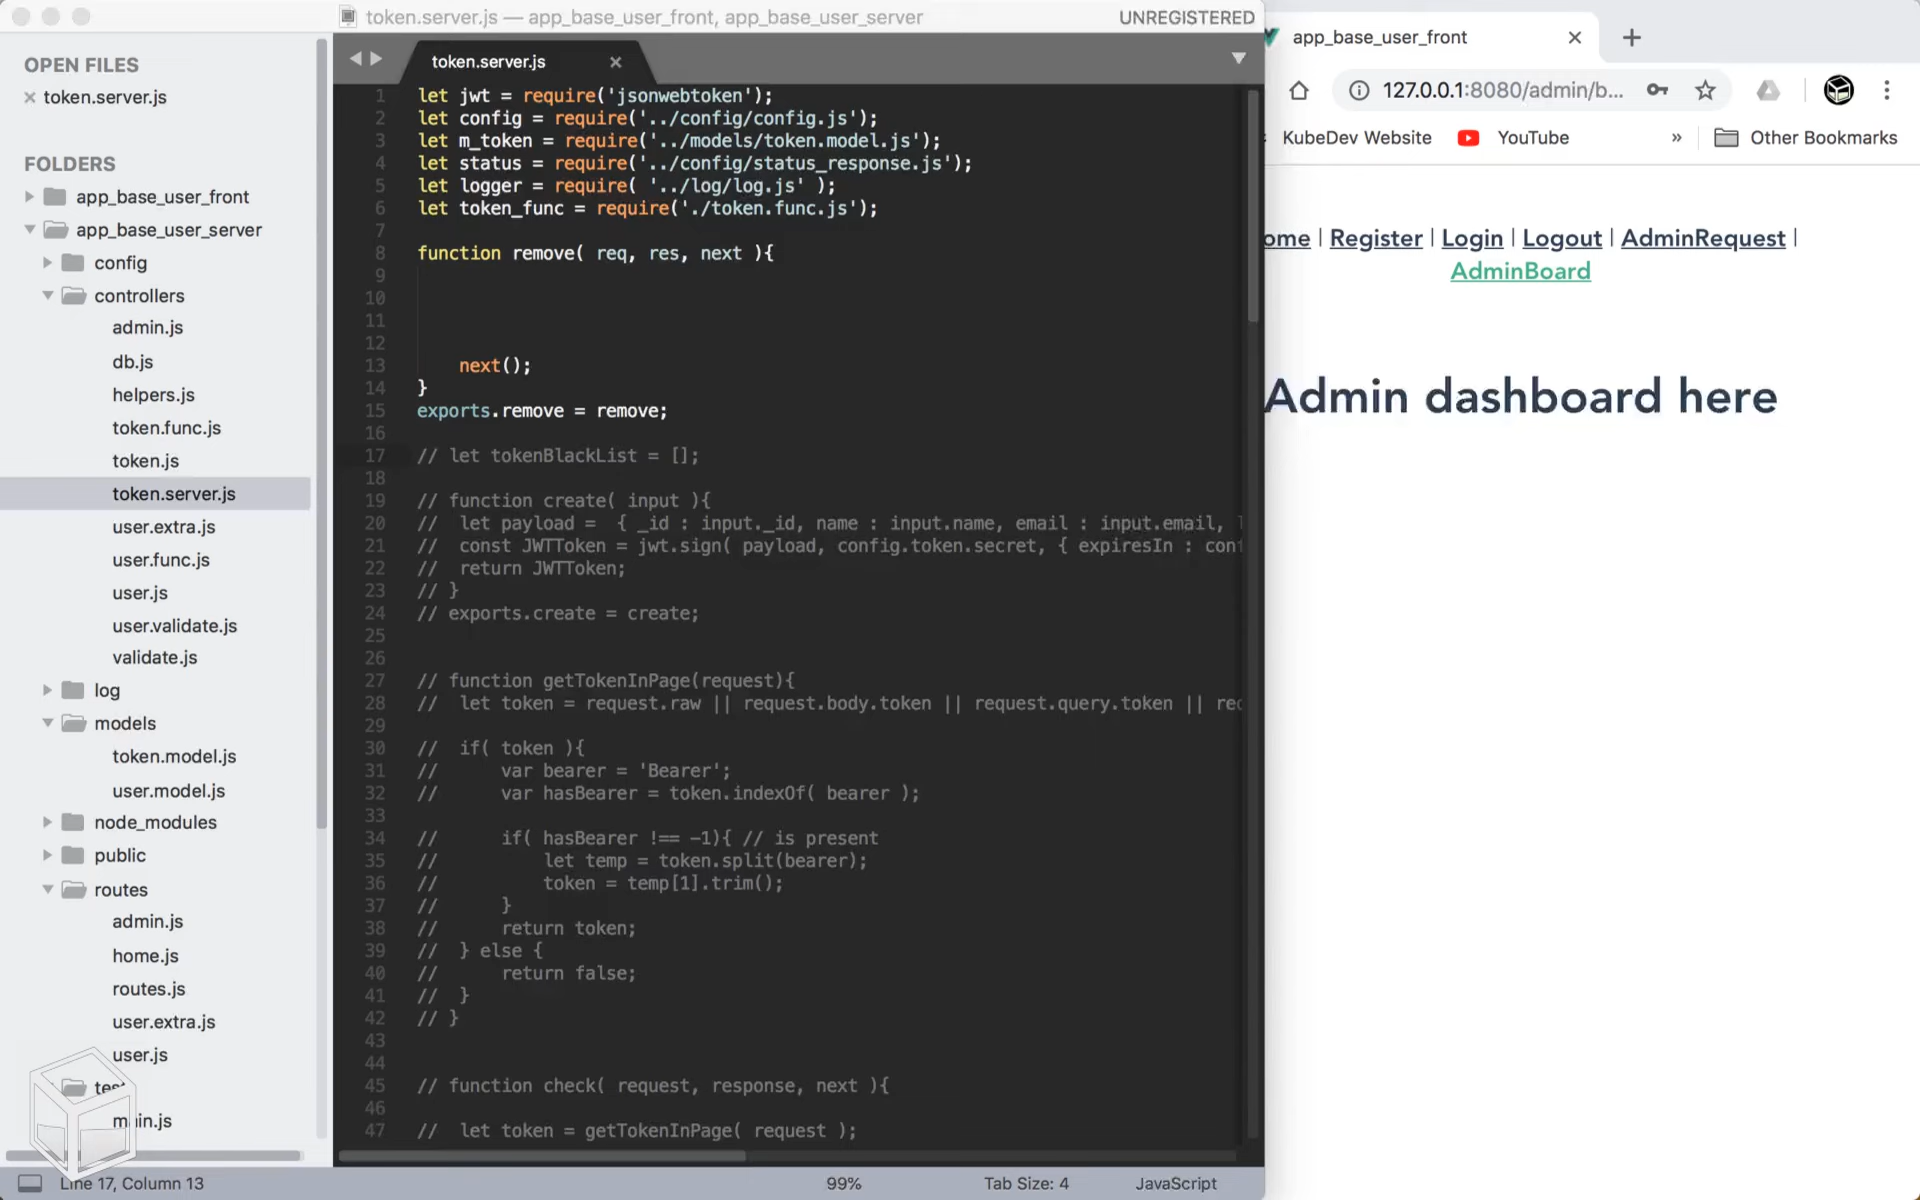 token.server.js — app_base_user_front, app_base_user_server
UNREGISTERED
OPEN FILES
token.server.js
FOLDERS
app_base_user_front
app_base_user_server
config
controllers
admin.js
db.js
helpers.js
token.func.js
token.js
token.server.js
user.extra.js
user.func.js
user.js
user.validate.js
validate.js
log
models
token.model.js
user.model.js
node_modules
public
routes
admin.js
home.js
routes.js
user.extra.js
user.js
main.js
token.server.js
1 let jwt = require('jsonwebtoken');
2 let config = require('../config/config.js');
3 let m_token = require('../models/token.model.js');
4 let status = require('../config/status_response.js');
5 let logger = require( '../log/log.js' );
6 let token_func = require('./token.func.js');
7
8 function remove( req, res, next ){
9
10
11
12
13 next();
14 }
15 exports.remove = remove;
16
17 // let tokenBlackList = [];
18
19 // function create( input ){
20 // let payload = { _id : input._id, name : input.name, email : input.email,
21 // const JWTToken = jwt.sign( payload, config.token.secret, { expiresIn : conf
22 // return JWTToken;
23 // }
24 // exports.create = create;
25
26
27 // function getTokenInPage(request){
28 // let token = request.raw || request.body.token || request.query.token || rec
29
30 // if( token ){
31 // var bearer = 'Bearer';
32 // var hasBearer = token.indexOf( bearer );
33
34 // if( hasBearer !== -1){ // is present
35 // let temp = token.split(bearer);
36 // token = temp[1].trim();
37 // }
38 // return token;
39 // } else {
40 // return false;
41 // }
42 // }
43
44
45 // function check( request, response, next ){
46
47 // let token = getTokenInPage( request );
Line 17, Column 13
99%
Tab Size: 4
JavaScript
app_base_user_front
127.0.0.1:8080/admin/b...
KubeDev Website
YouTube
»
Other Bookmarks
ome | Register | Login | Logout | AdminRequest |
AdminBoard
Admin dashboard here